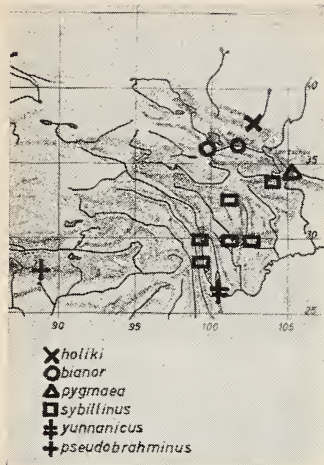 40
35
30
25
90
95
100
105
holiki
bianor
pygmaea
sybillinus
yunnanicus
pseudobrahminus